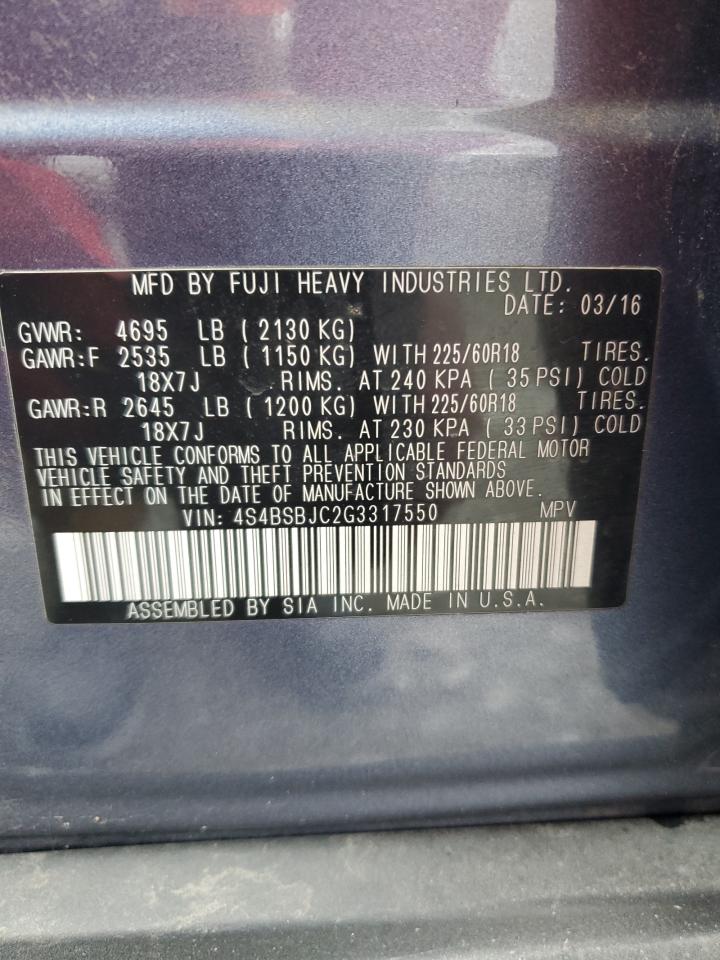 MFD BY FUJI HEAVY INDUSTRIES LTD.
DATE: 03/16
GVWR: 4695 LB ( 2130 KG)
GAWR:F 2535 LB ( 1150 KG) WITH 225/60R18 TIRES.
18X7J RIMS. AT 240 KPA ( 35 PSI) COLD
GAWR:R 2645 LB ( 1200 KG) WITH 225/60R18 TIRES.
18X7J RIMS. AT 230 KPA ( 33 PSI) COLD
THIS VEHICLE CONFORMS TO ALL APPLICABLE FEDERAL MOTOR
VEHICLE SAFETY AND THEFT PREVENTION STANDARDS
IN EFFECT ON THE DATE OF MANUFACTURE SHOWN ABOVE.
VIN: 4S4BSBJC2G3317550 MPV
ASSEMBLED BY SIA INC. MADE IN U.S.A.